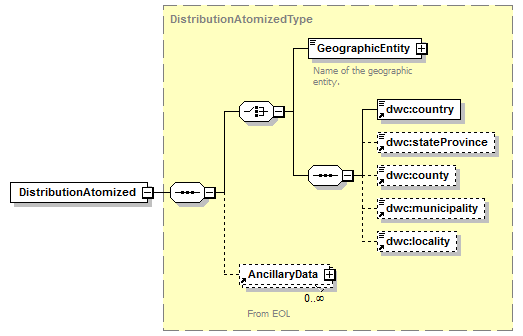 DistributionAtomizedType
GeographicEntity
Name of the geographic
entity.
dwc:country
dwc:stateProvince
dwc:county
dwc:municipality
dwc:locality
DistributionAtomized
AncillaryData
0..∞
From EOL